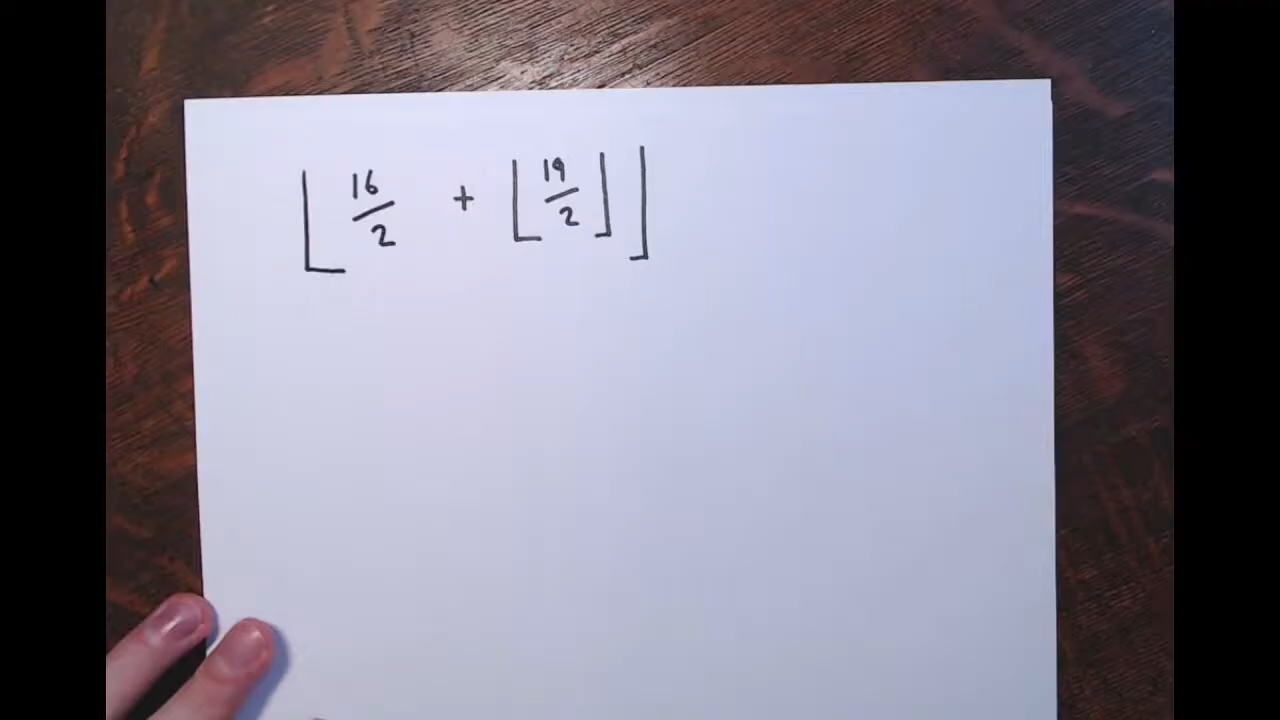 ⌊ 16/2 + ⌊ 19/2 ⌋ ⌋